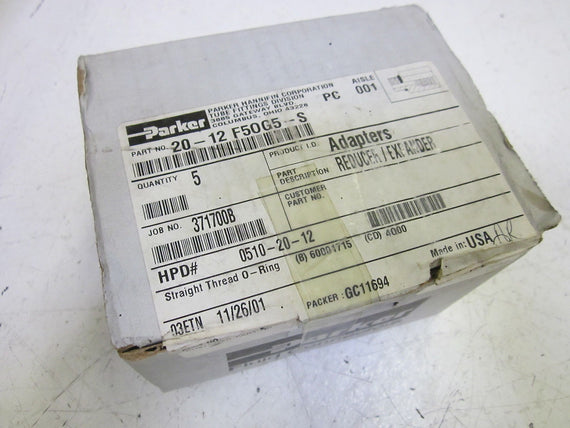 Parker
PARKER HANNIFIN CORPORATION
TUBE FITTINGS DIVISION
3885 GATEWAY BLVD.
COLUMBUS, OHIO 43228
PC
AISLE
001
PART NO. 20-12 F5OG5-S
QUANTITY 5
PRODUCT I.D. Adapters
PART DESCRIPTION REDUCER/EXPANDER
CUSTOMER PART NO.
JOB NO. 371700B
HPD# 0510-20-12
(B) 60001715
(CD) 4000
Straight Thread O-Ring
Made in: USA
03ETN 11/26/01
PACKER: GC11694